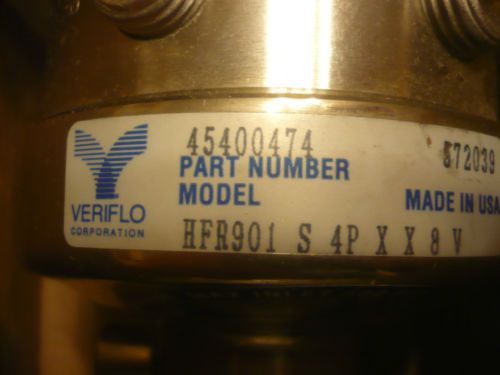 45400474
572039
PART NUMBER
MODEL
MADE IN USA
VERIFLO
CORPORATION
HFR901 S 4P X X 8 V